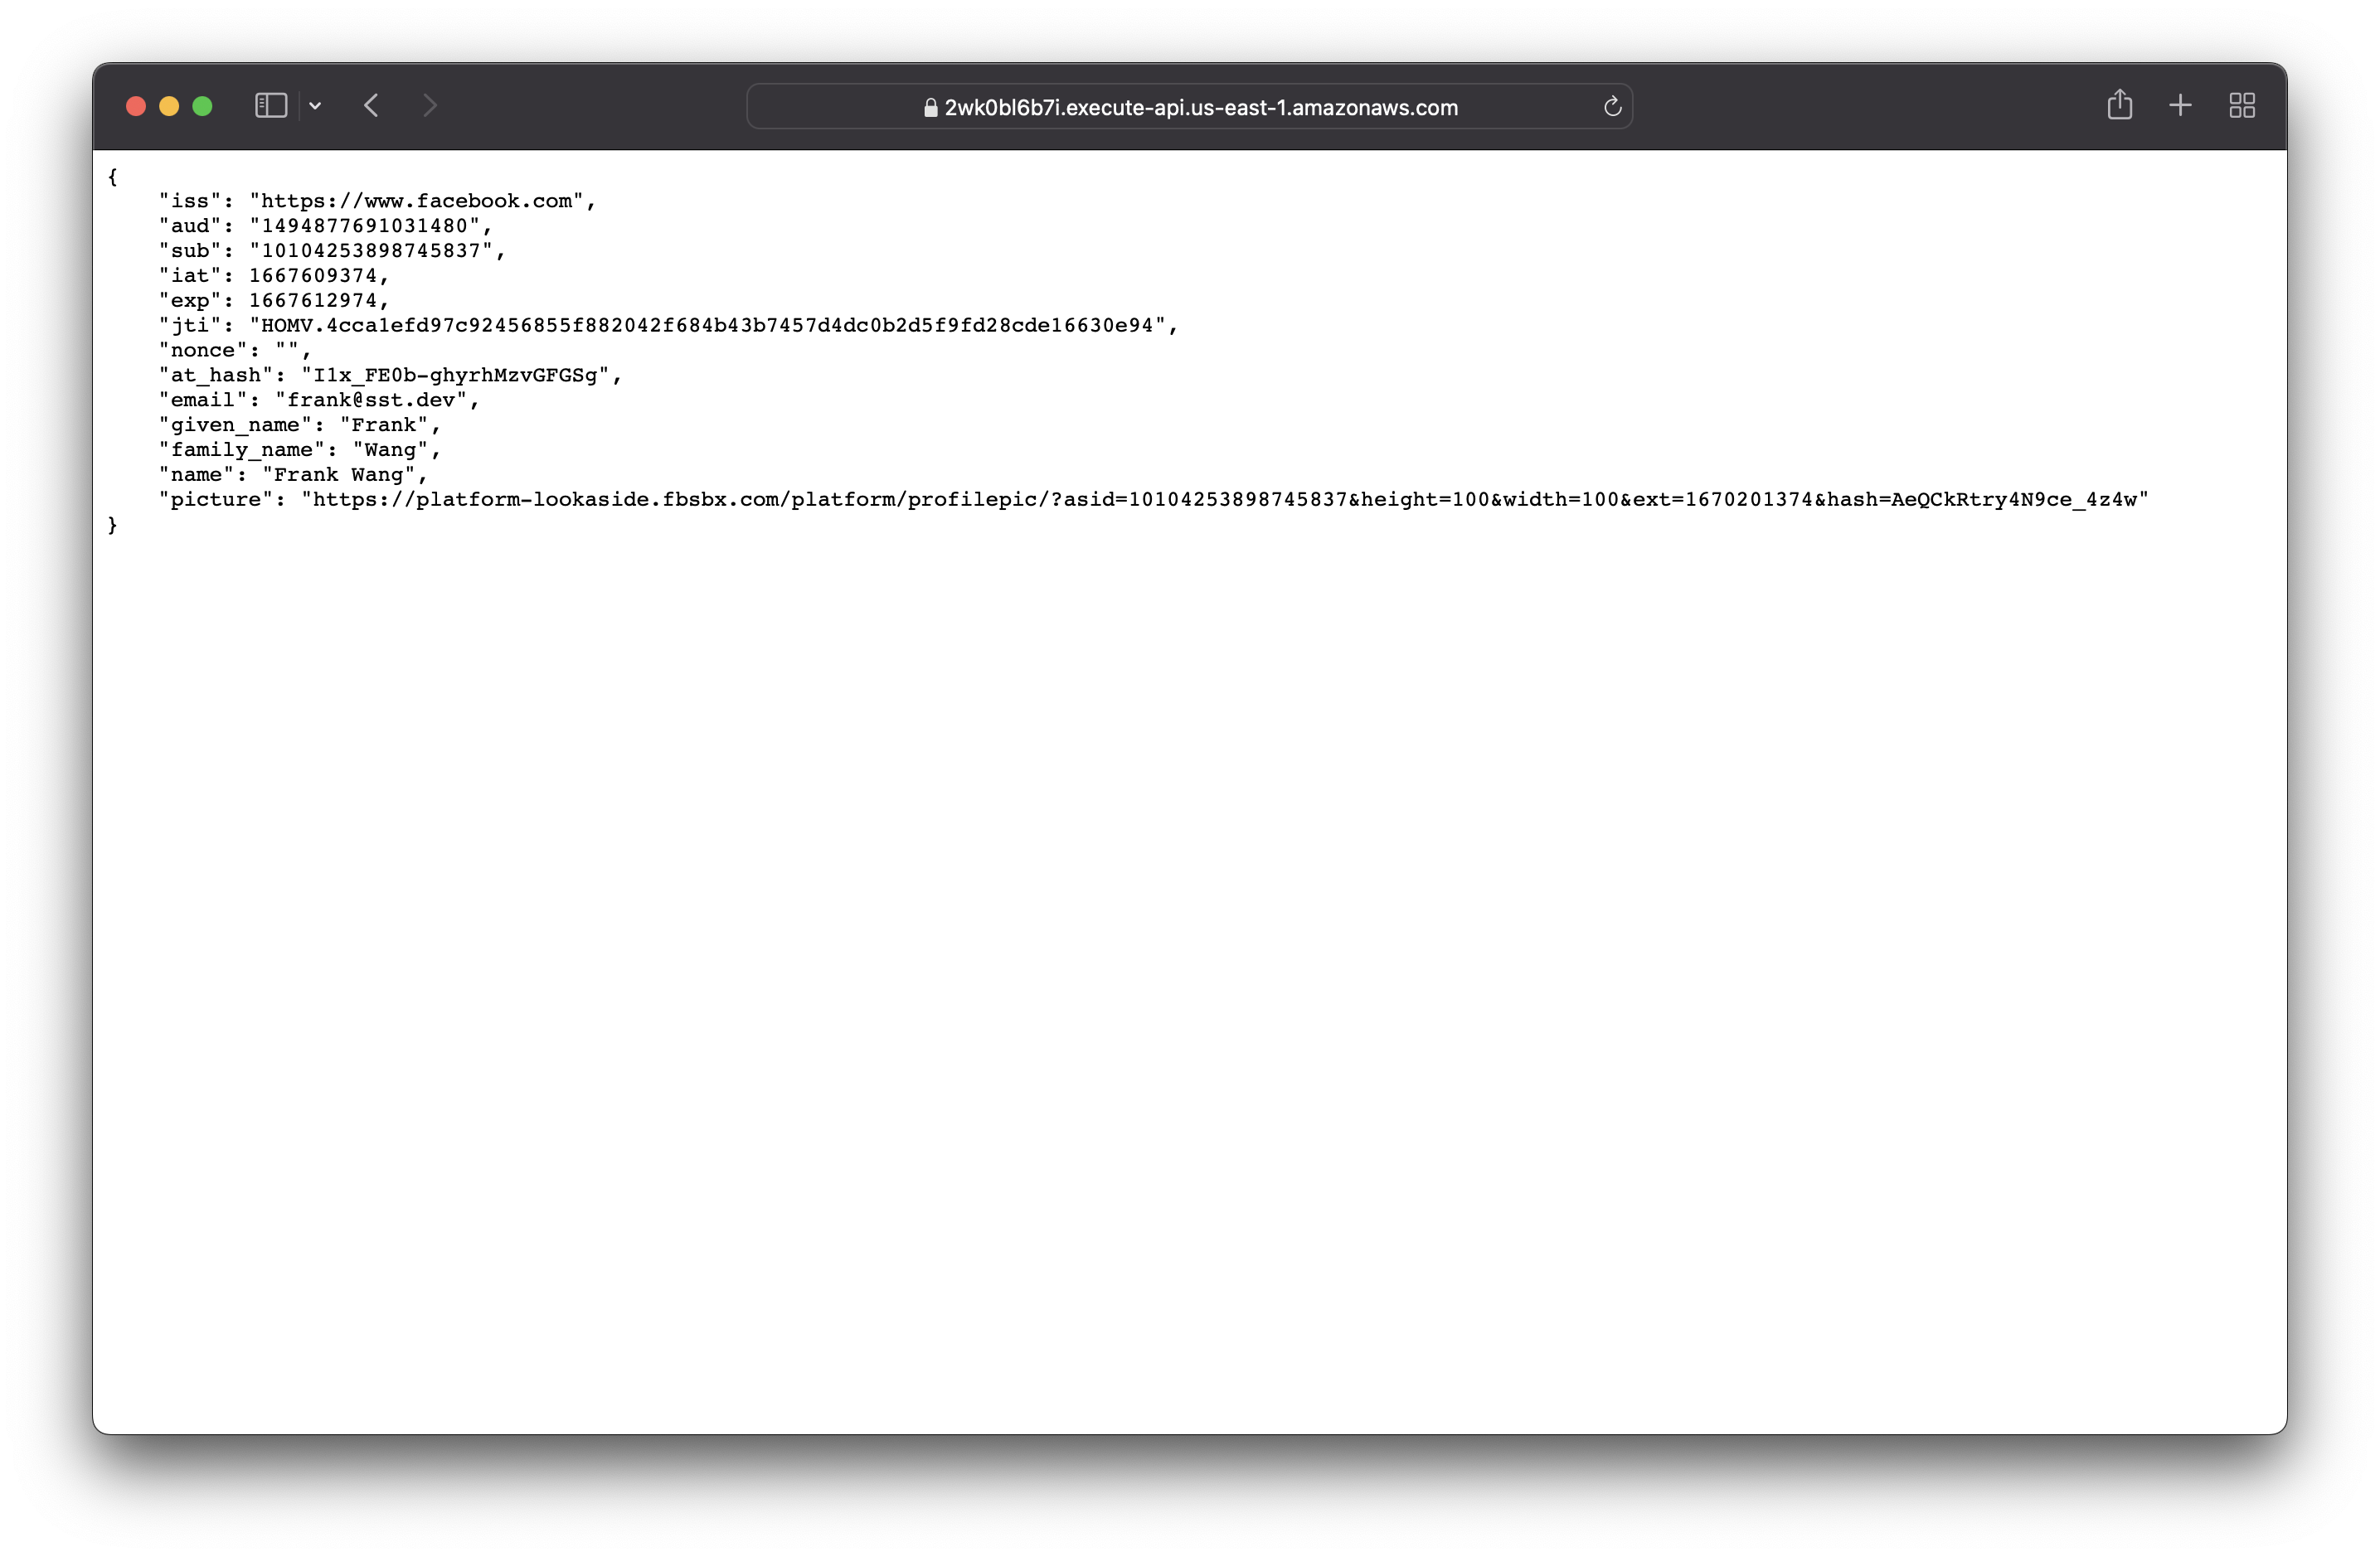 2wk0bl6b7i.execute-api.us-east-1.amazonaws.com
{
    "iss": "https://www.facebook.com",
    "aud": "1494877691031480",
    "sub": "10104253898745837",
    "iat": 1667609374,
    "exp": 1667612974,
    "jti": "HOMV.4cca1efd97c92456855f882042f684b43b7457d4dc0b2d5f9fd28cde16630e94",
    "nonce": "",
    "at_hash": "I1x_FE0b-ghyrhMzvGFGSg",
    "email": "frank@sst.dev",
    "given_name": "Frank",
    "family_name": "Wang",
    "name": "Frank Wang",
    "picture": "https://platform-lookaside.fbsbx.com/platform/profilepic/?asid=10104253898745837&height=100&width=100&ext=1670201374&hash=AeQCkRtry4N9ce_4z4w"
}